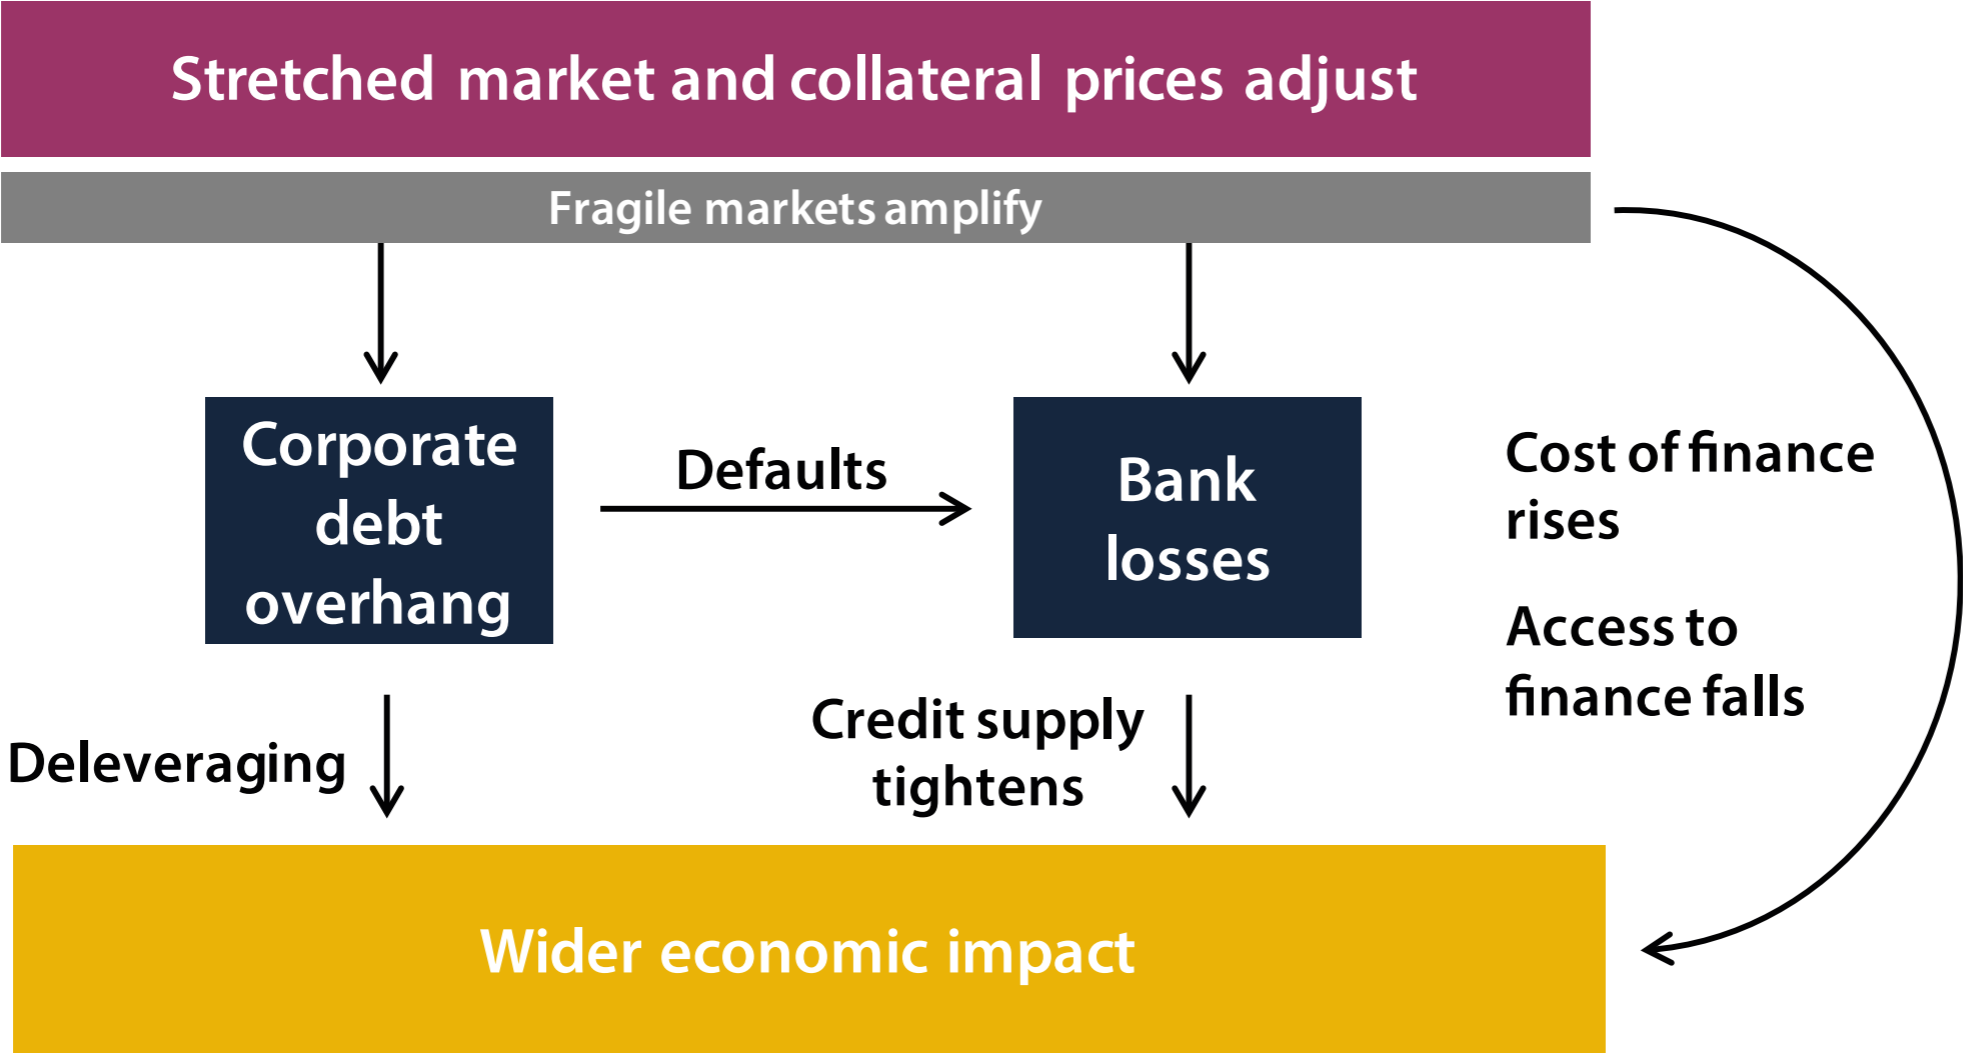 Stretched market and collateral prices adjust
Fragile markets amplify
Corporate
debt
overhang
Defaults
Bank
losses
Cost of finance
rises
Access to
finance falls
Deleveraging
Credit supply
tightens
Wider economic impact